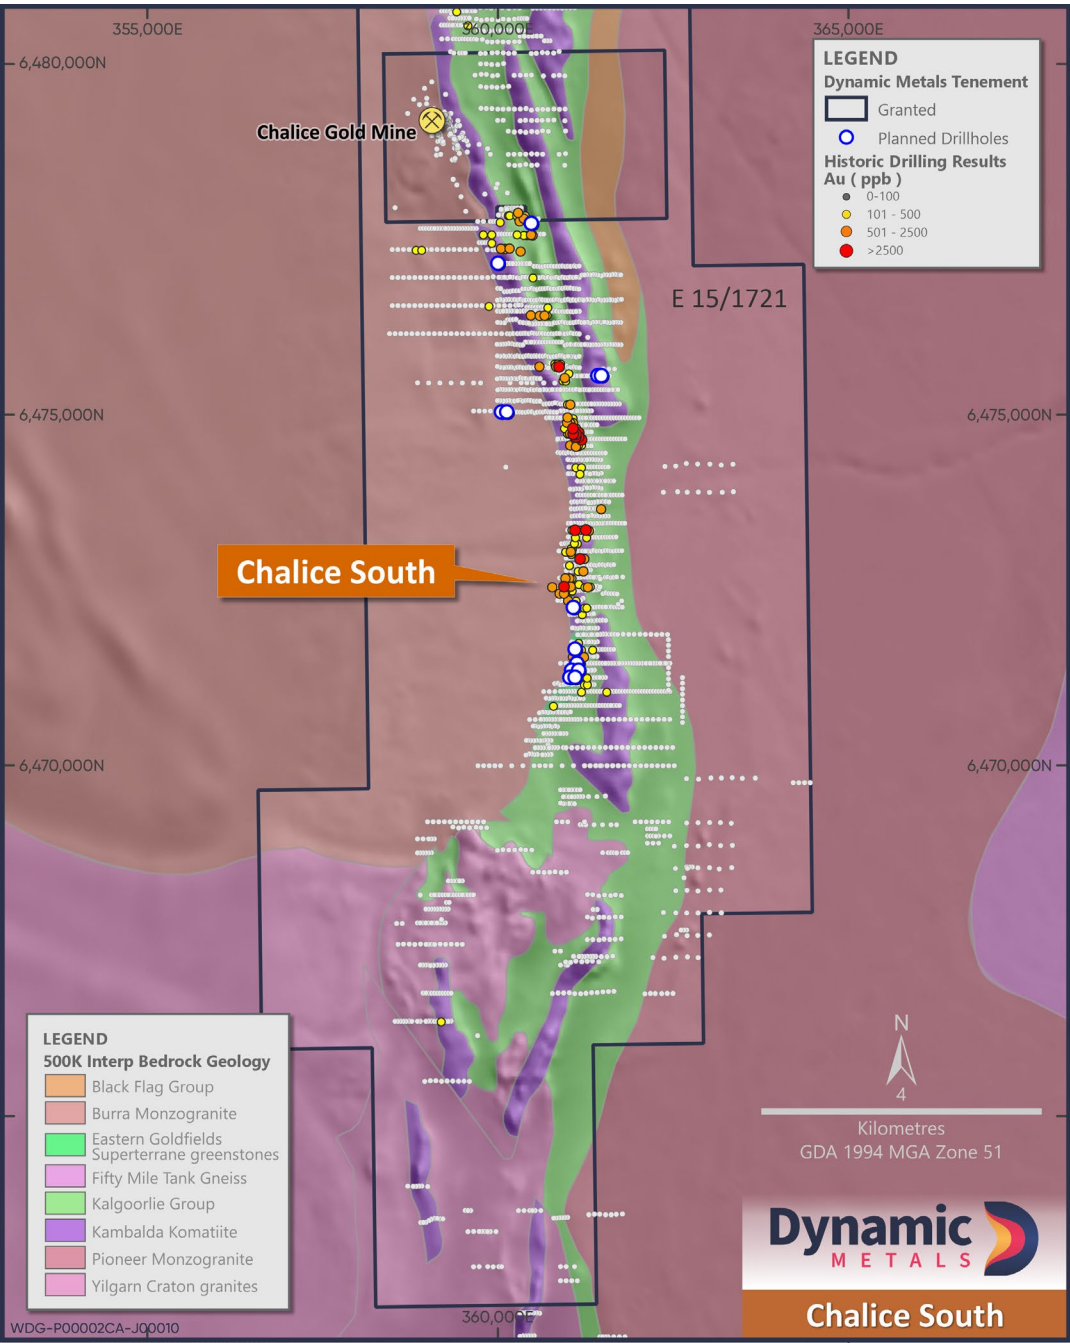 355,000E
360,000E
365,000E
6,480,000N
LEGEND
Dynamic Metals Tenement
Granted
Planned Drillholes
Historic Drilling Results
Au ( ppb )
0-100
101 - 500
501 - 2500
>2500
Chalice Gold Mine
E 15/1721
6,475,000N
6,475,000N
Chalice South
6,470,000N
6,470,000N
LEGEND
500K Interp Bedrock Geology
Black Flag Group
Burra Monzogranite
Eastern Goldfields
Superterrane greenstones
Fifty Mile Tank Gneiss
Kalgoorlie Group
Kambalda Komatiite
Pioneer Monzogranite
Yilgarn Craton granites
N
4
Kilometres
GDA 1994 MGA Zone 51
Dynamic
METALS
Chalice South
360,000E
WDG-P00002CA-J00010